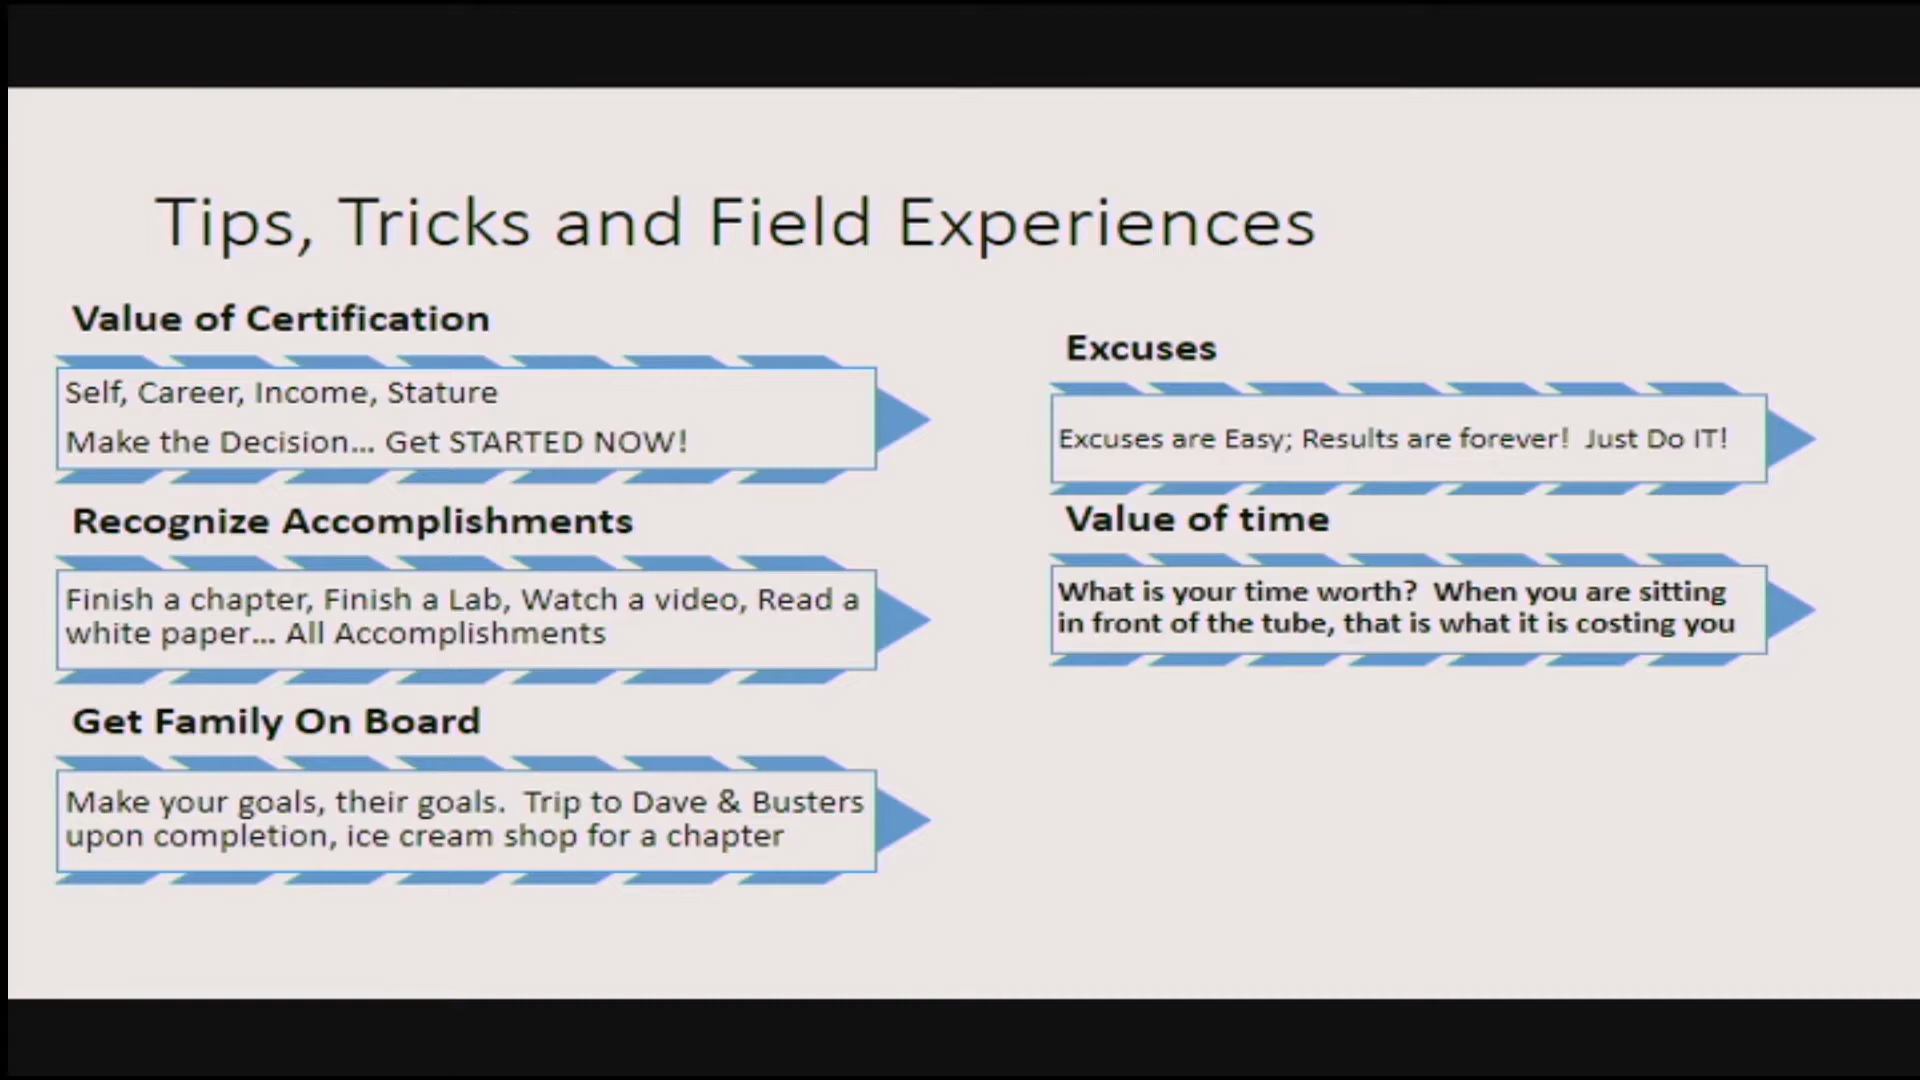 Tips, Tricks and Field Experiences
Value of Certification
Self, Career, Income, Stature
Make the Decision... Get STARTED NOW!
Recognize Accomplishments
Finish a chapter, Finish a Lab, Watch a video, Read a
white paper... All Accomplishments
Get Family On Board
Make your goals, their goals.  Trip to Dave & Busters
upon completion, ice cream shop for a chapter
Excuses
Excuses are Easy; Results are forever!  Just Do IT!
Value of time
What is your time worth?  When you are sitting
in front of the tube, that is what it is costing you